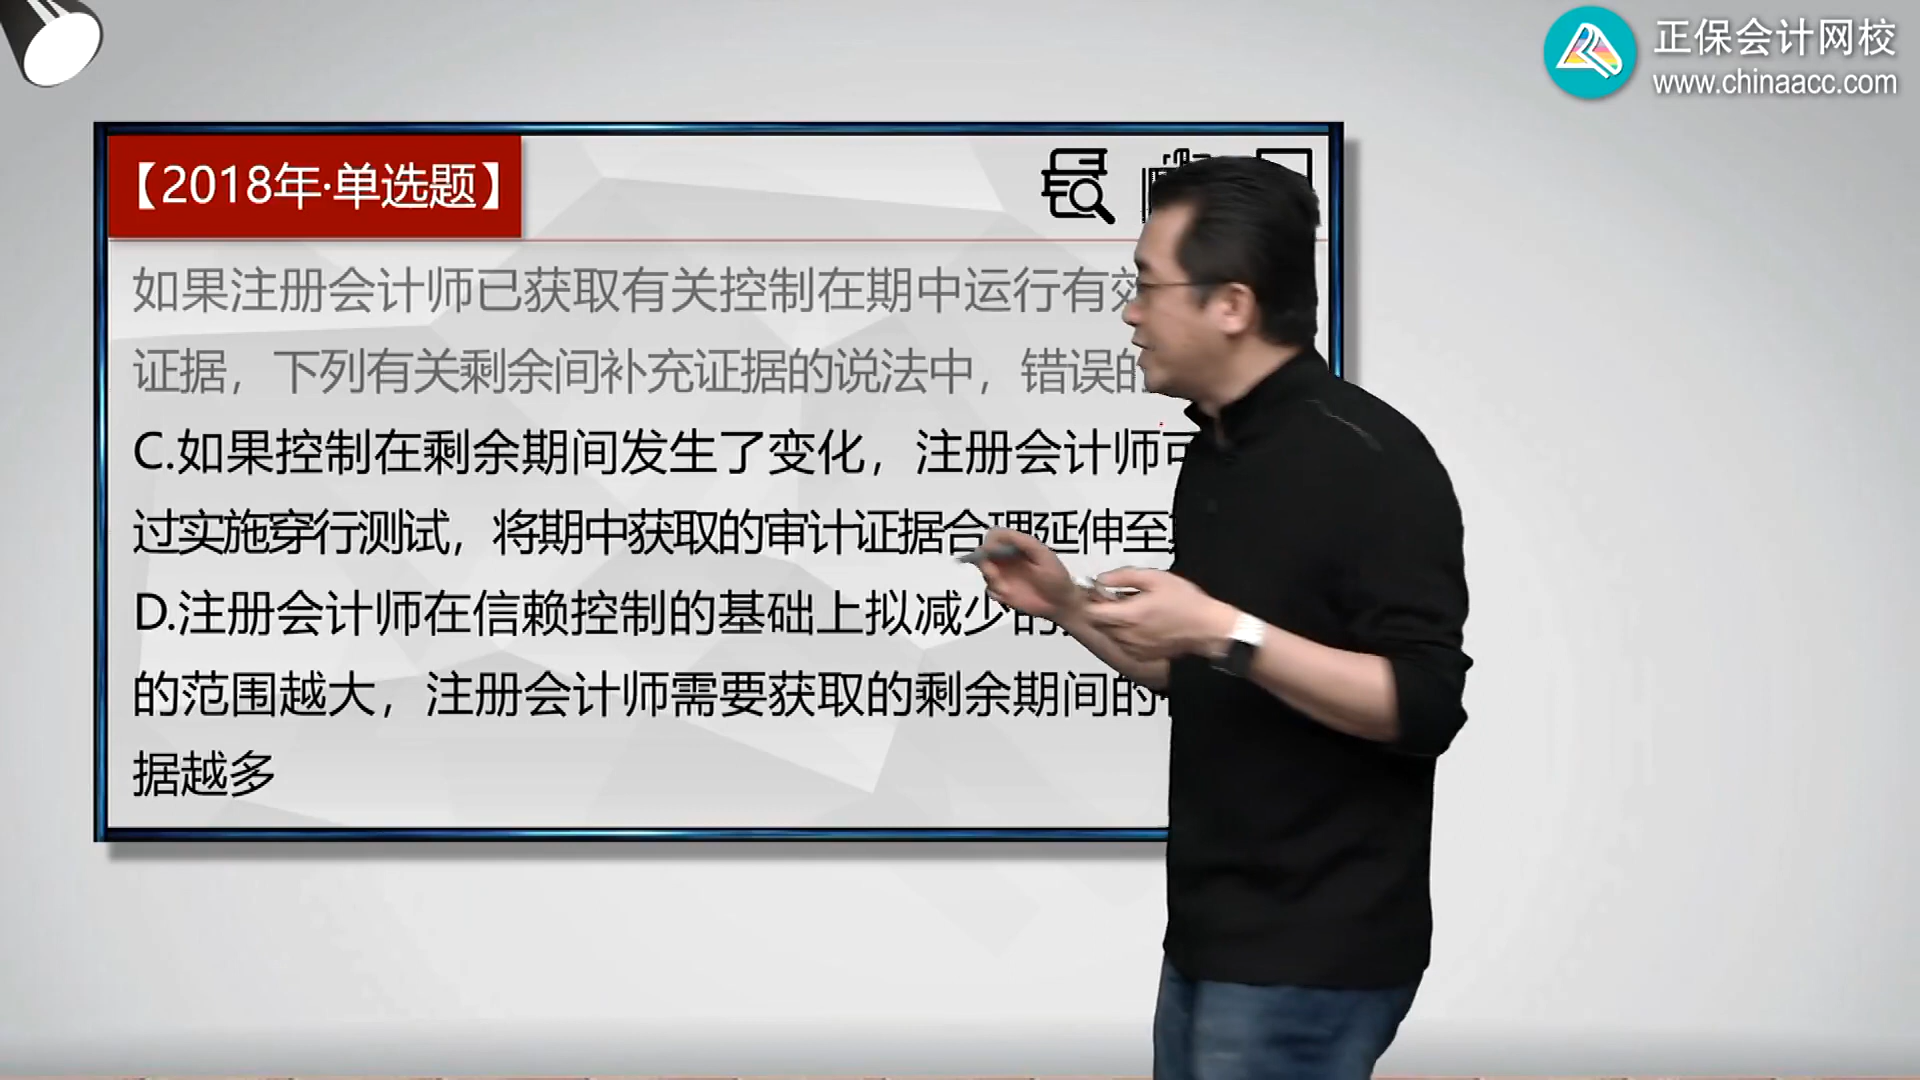 正保会计网校
www.chinaacc.com
【2018年·单选题】
如果注册会计师已获取有关控制在期中运行有效
证据，下列有关剩余间补充证据的说法中，错误的
C.如果控制在剩余期间发生了变化，注册会计师可
过实施穿行测试，将期中获取的审计证据合理延伸至
D.注册会计师在信赖控制的基础上拟减少的
的范围越大，注册会计师需要获取的剩余期间的
据越多